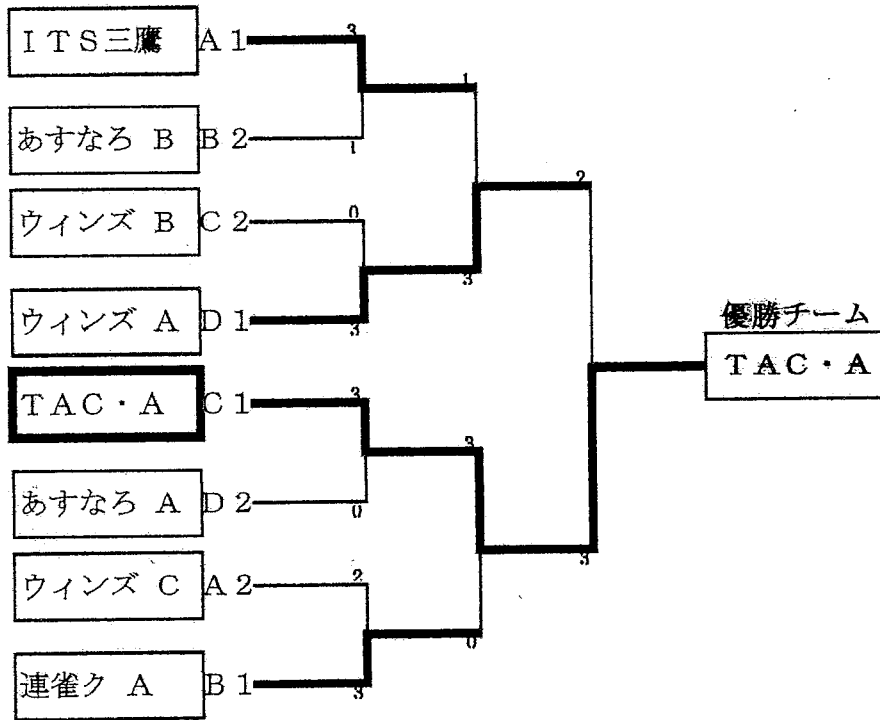 ITS三鷹 A1
3
1
あすなろ B B2
1
2
ウィンズ B C2
0
3
ウィンズ A D1
3
優勝チーム
TAC・A
TAC・A C1
3
3
あすなろ A D2
0
3
ウィンズ C A2
2
0
連雀ク A B1
3